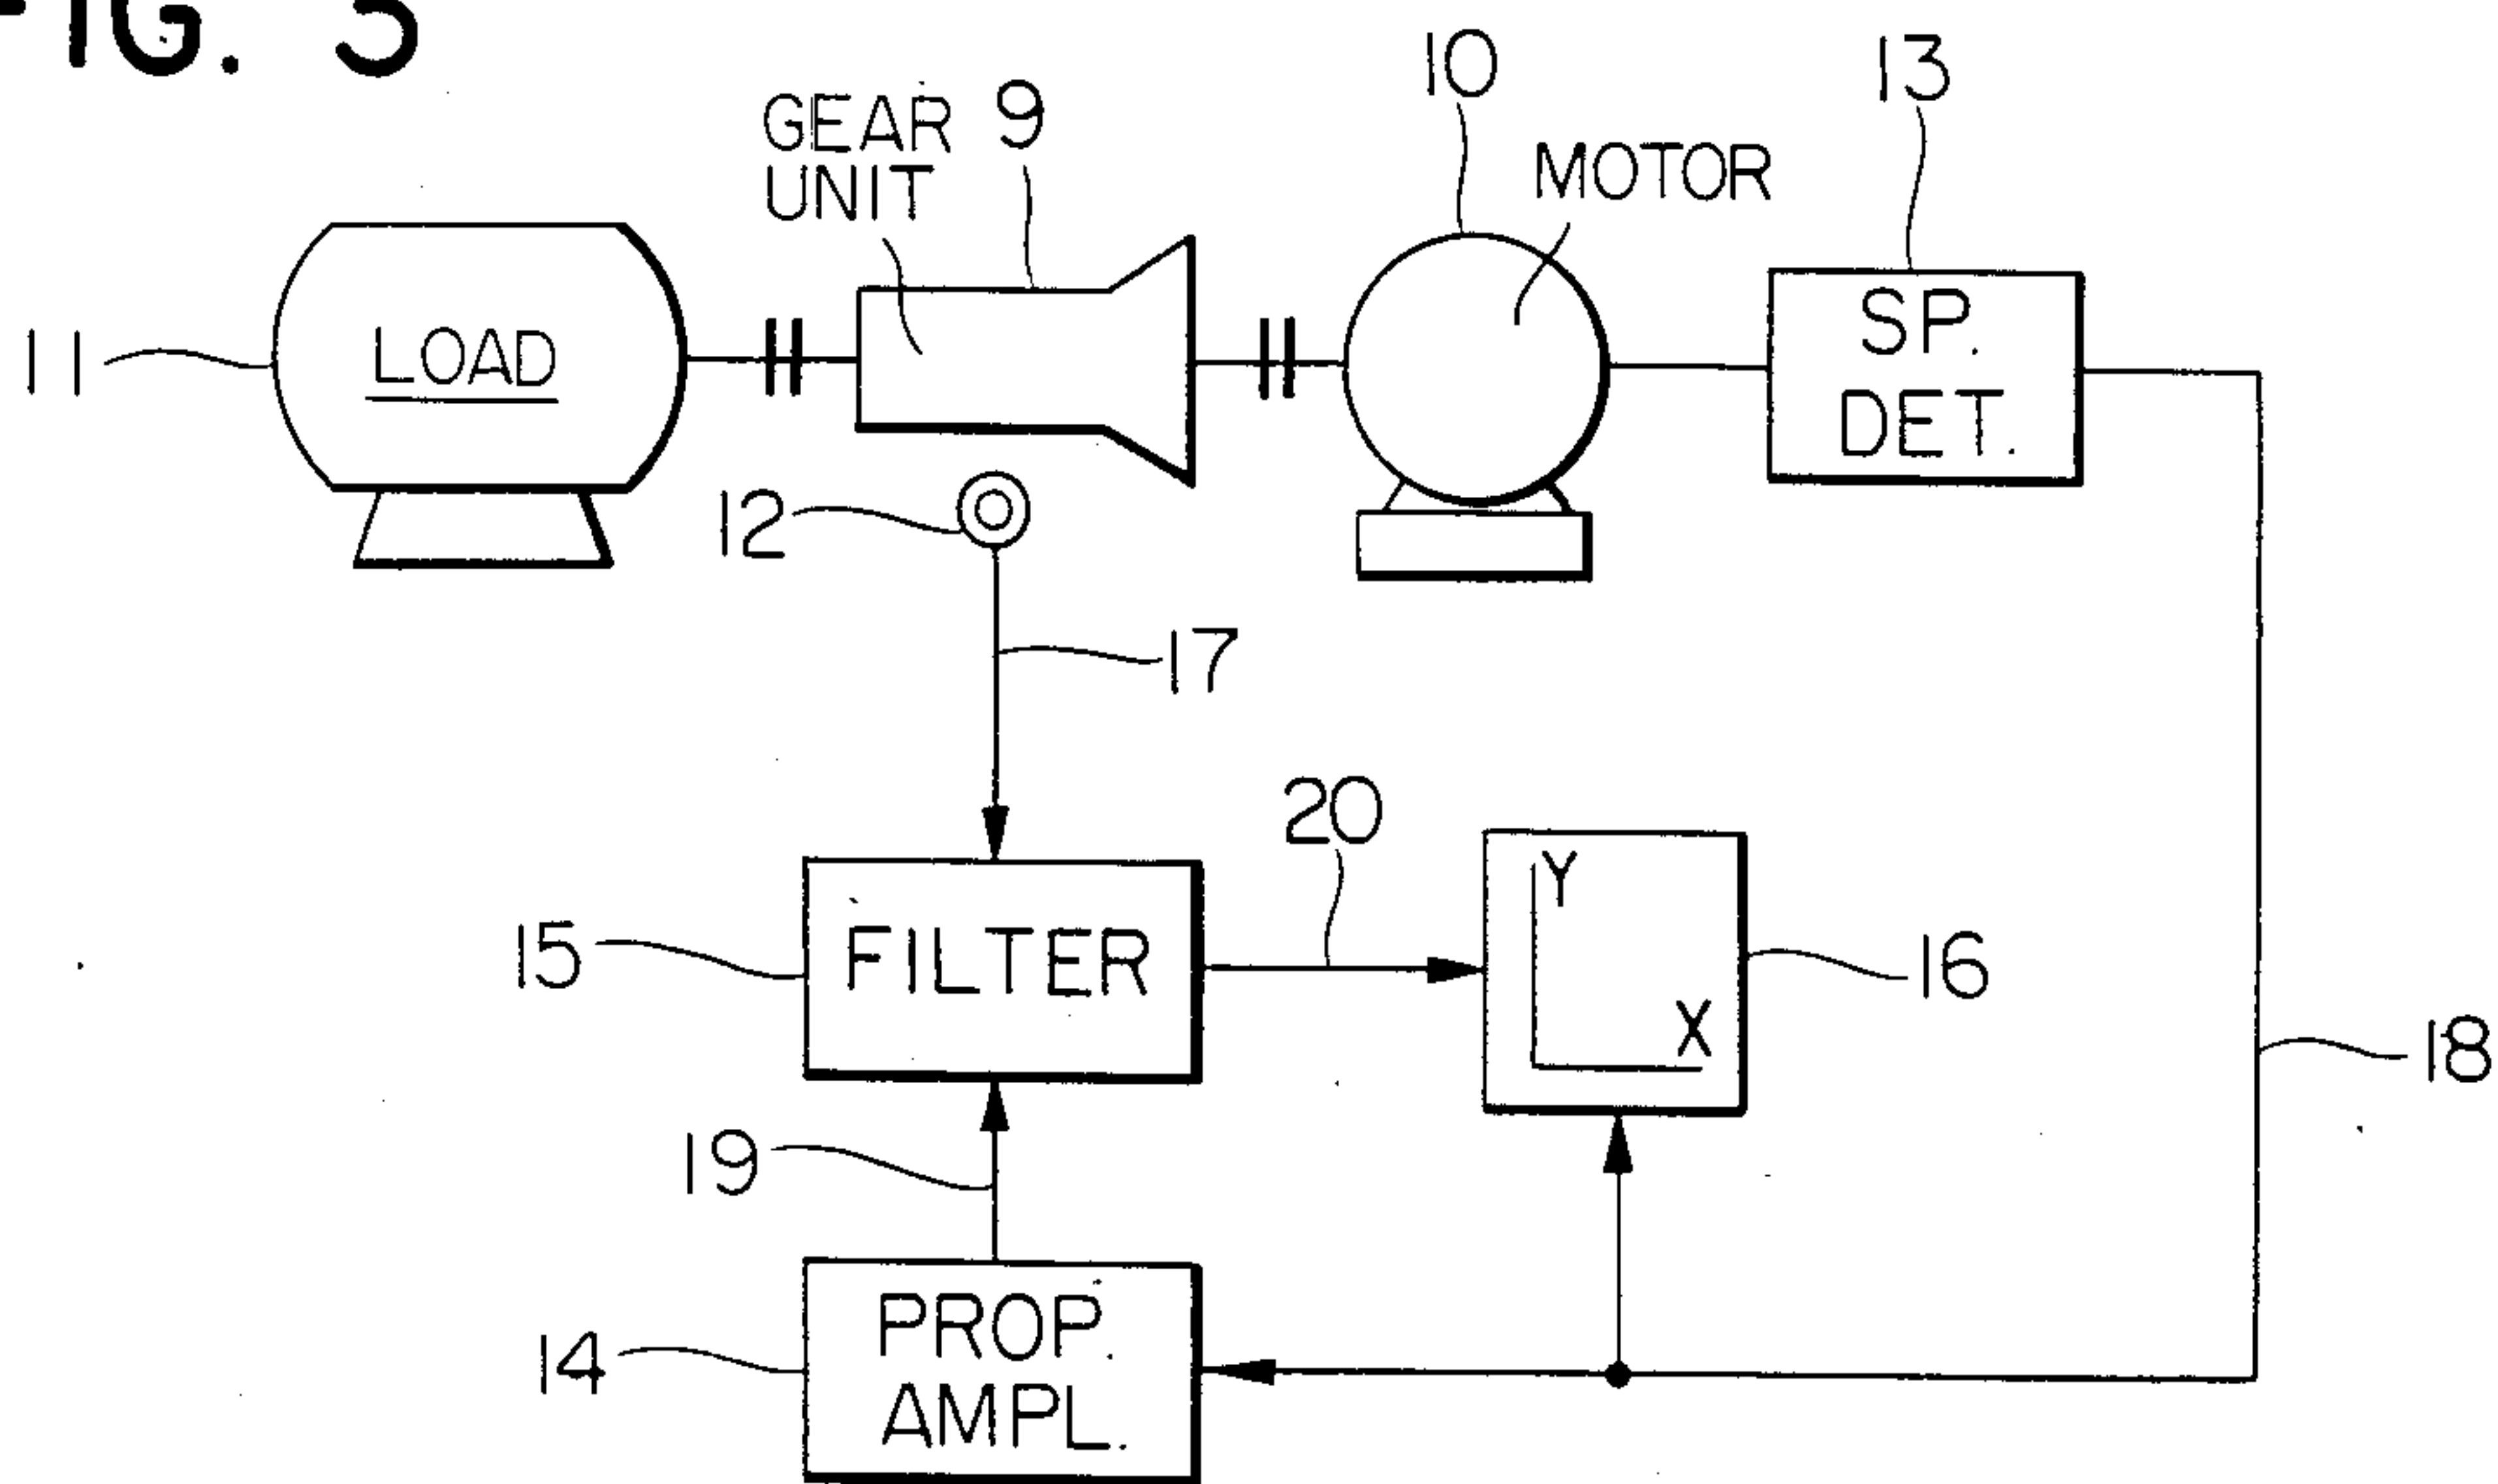 FIG. 3
GEAR
UNIT
9
10
MOTOR
13
11
LOAD
SP.
DET.
12
17
20
15
FILTER
Y
X
16
18
19
14
PROP.
AMPL.